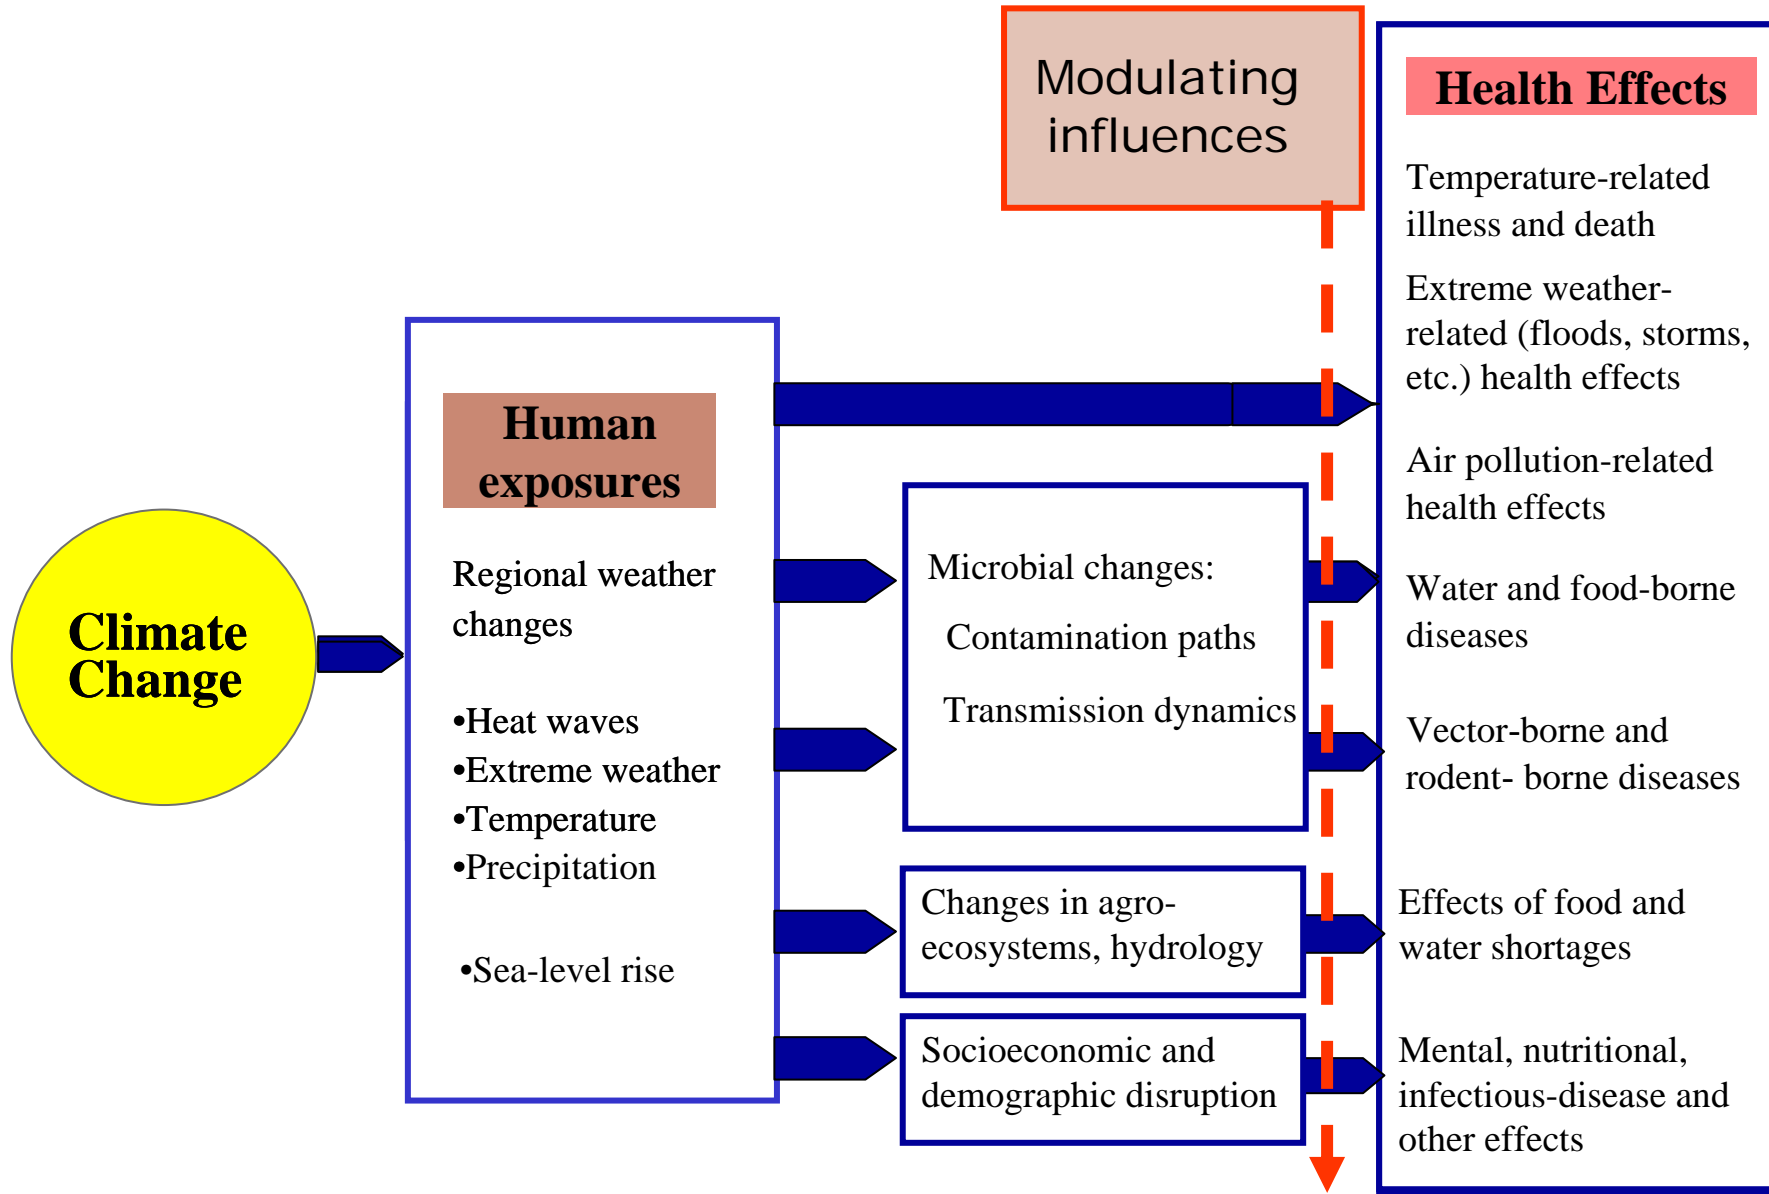 Climate
Change
Human
exposures
Regional weather
changes
•Heat waves
•Extreme weather
•Temperature
•Precipitation
•Sea-level rise
Microbial changes:
Contamination paths
Transmission dynamics
Changes in agro-
ecosystems, hydrology
Socioeconomic and
demographic disruption
Modulating
influences
Health Effects
Temperature-related
illness and death
Extreme weather-
related (floods, storms,
etc.) health effects
Air pollution-related
health effects
Water and food-borne
diseases
Vector-borne and
rodent- borne diseases
Effects of food and
water shortages
Mental, nutritional,
infectious-disease and
other effects